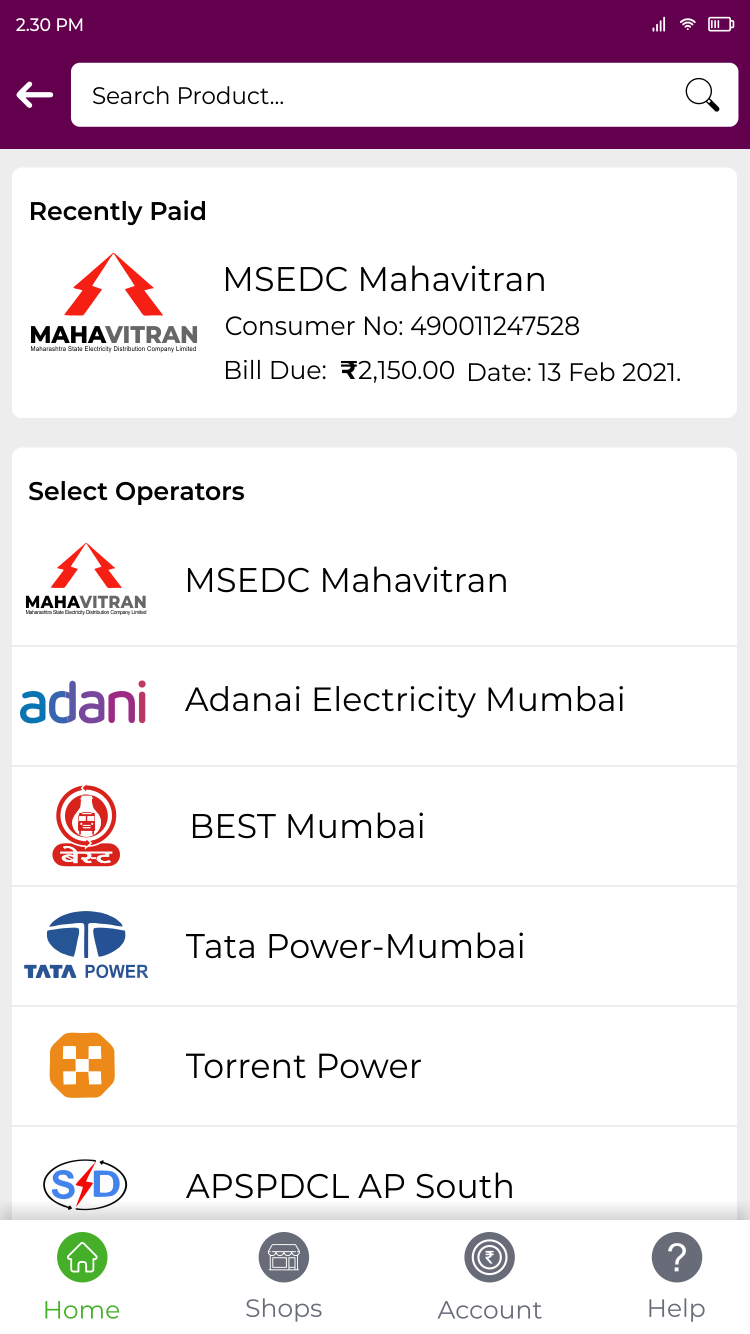 2.30 PM
Search Product...
Recently Paid
MAHAVITRAN
Maharashtra State Electricity Distribution Company Limited
MSEDC Mahavitran
Consumer No: 490011247528
Bill Due: ₹2,150.00 Date: 13 Feb 2021.
Select Operators
MAHAVITRAN
Maharashtra State Electricity Distribution Company Limited
MSEDC Mahavitran
adani
Adanai Electricity Mumbai
बेस्ट
BEST Mumbai
TATA POWER
Tata Power-Mumbai
Torrent Power
SD
APSPDCL AP South
₹
?
Home
Shops
Account
Help